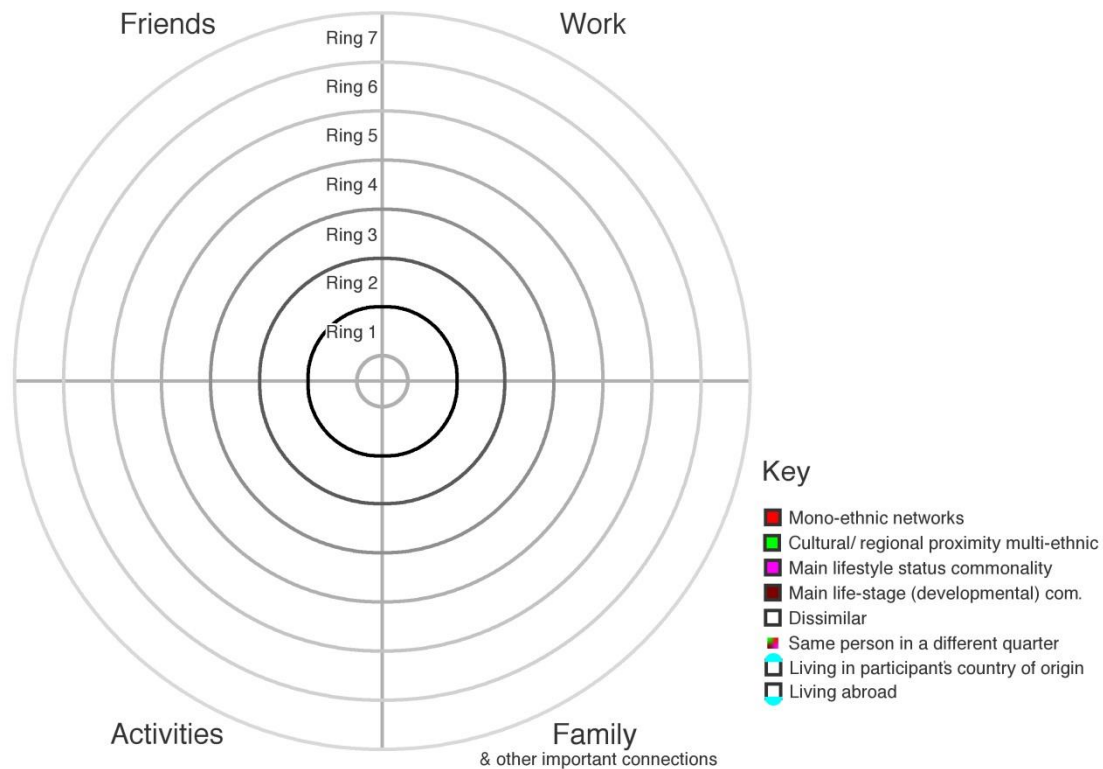 Friends
Work
Ring 7
Ring 6
Ring 5
Ring 4
Ring 3
Ring 2
Ring 1
Key
Mono-ethnic networks
Cultural/ regional proximity multi-ethnic
Main lifestyle status commonality
Main life-stage (developmental) com.
Dissimilar
Same person in a different quarter
Living in participant's country of origin
Living abroad
Activities
Family
& other important connections